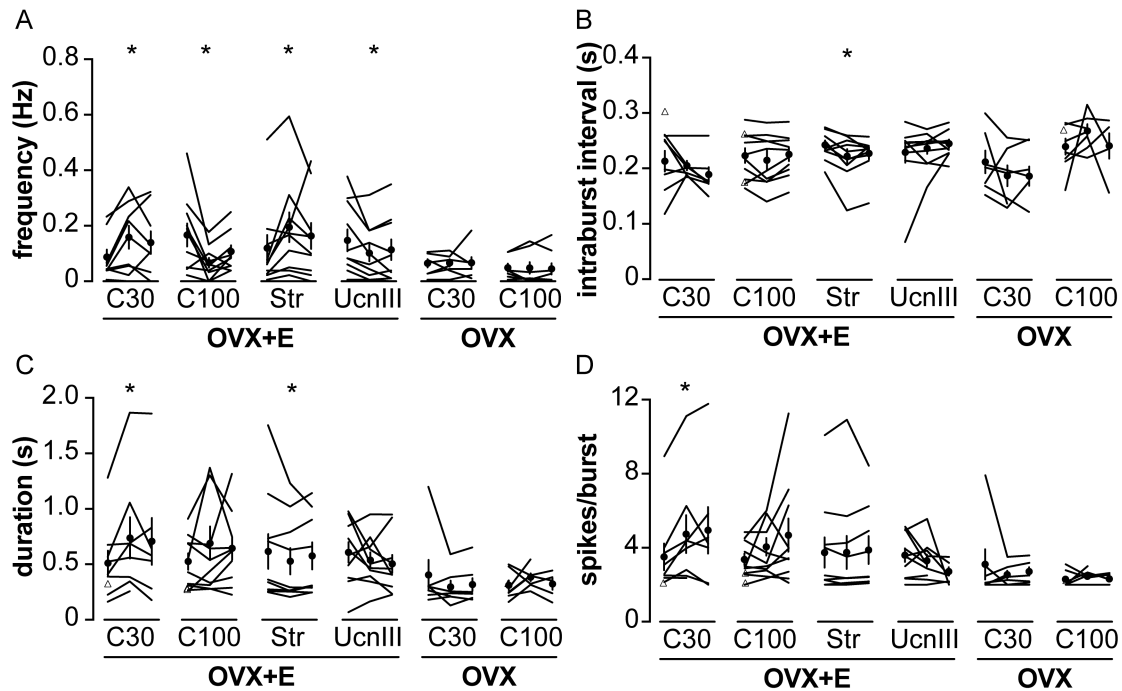 A
* * * *
frequency (Hz)
0.8
0.6
0.4
0.2
0
C30 C100 Str UcnIII C30 C100
OVX+E OVX
B
*
intraburst interval (s)
0.4
0.3
0.2
0.1
0
C30 C100 Str UcnIII C30 C100
OVX+E OVX
C
* *
duration (s)
2.0
1.5
1.0
0.5
0
C30 C100 Str UcnIII C30 C100
OVX+E OVX
D
*
spikes/burst
12
8
4
0
C30 C100 Str UcnIII C30 C100
OVX+E OVX